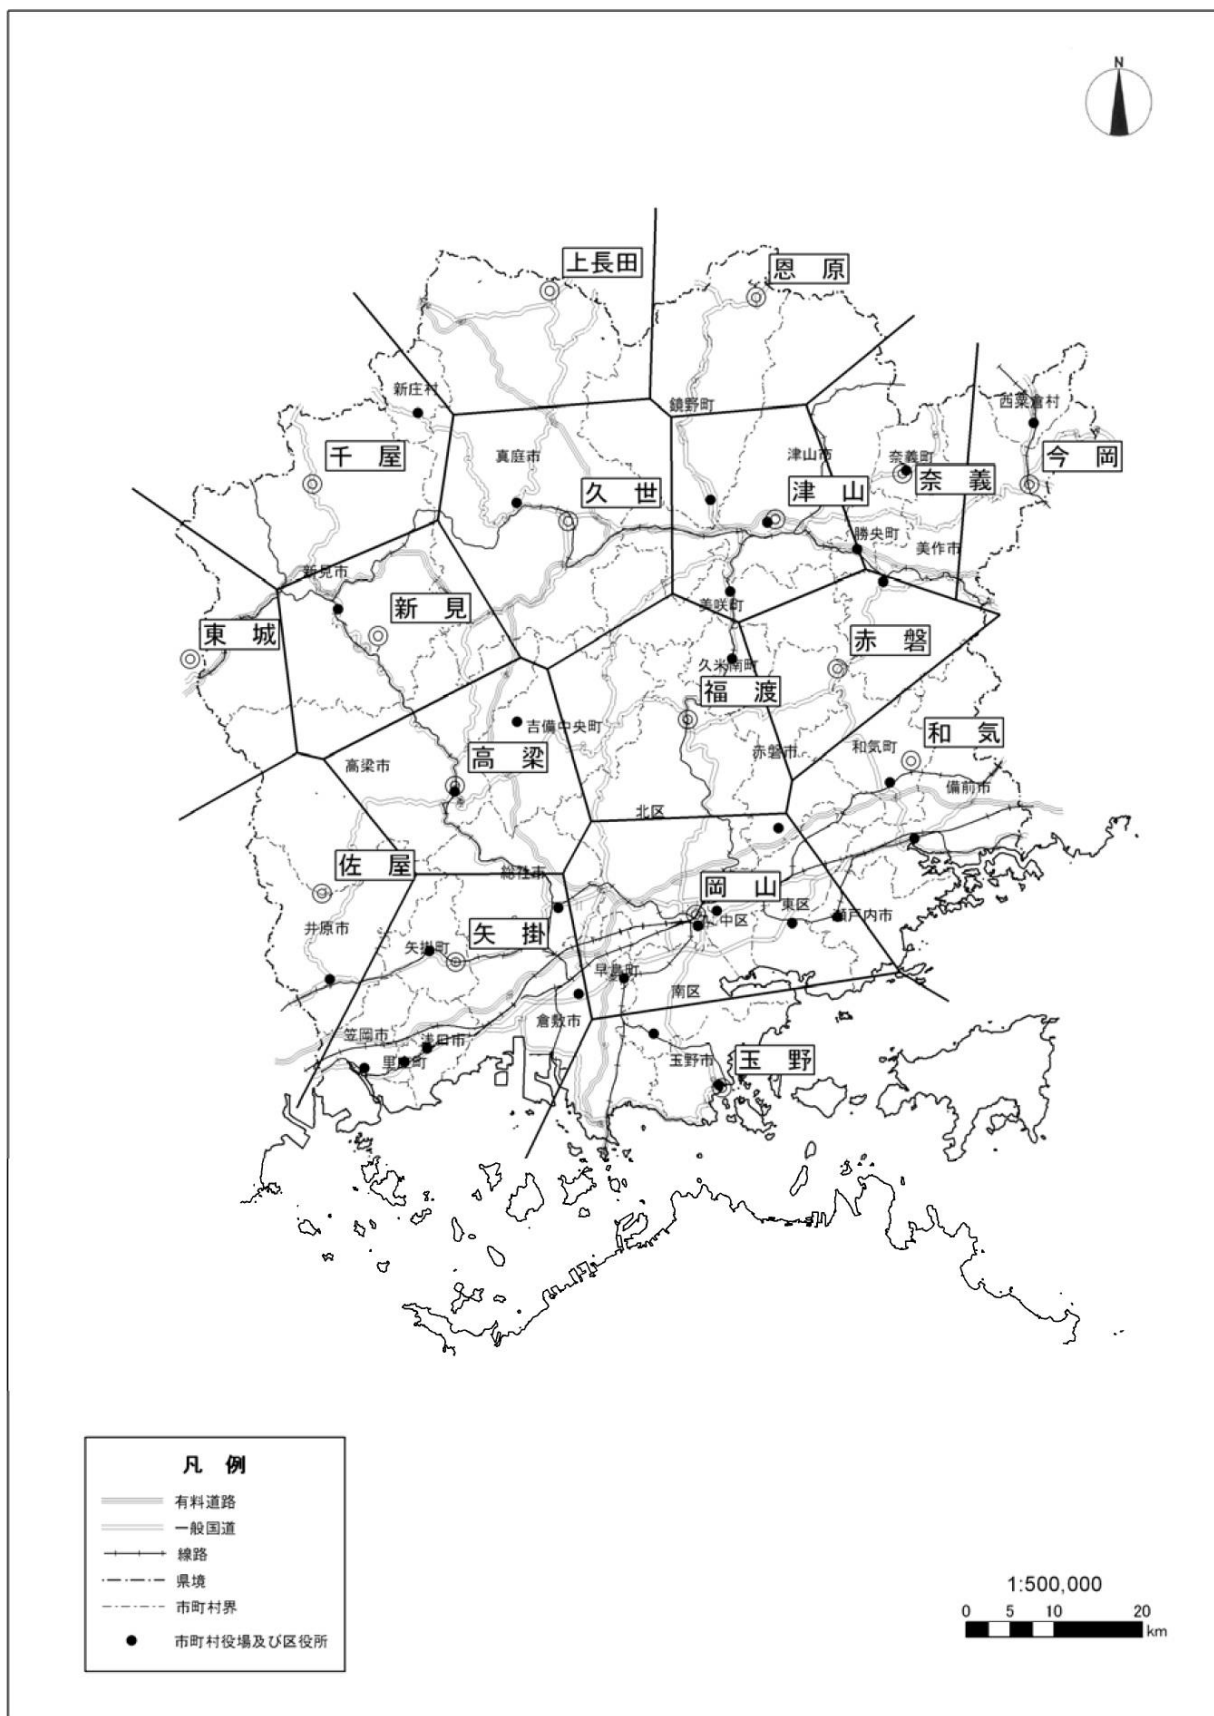 N
上長田
恩原
新庄村
鏡野町
西粟倉村
千屋
真庭市
久世
津山市
津山
奈義町
奈義
今岡
勝央町
美作市
新見市
新見
美咲町
東城
久米南町
福渡
赤磐
吉備中央町
高梁市
高梁
赤磐市
和気町
和気
備前市
北区
佐屋
総社市
岡山
井原市
矢掛町
矢掛
中区
東区
瀬戸内市
早島町
南区
倉敷市
笠岡市
浅口市
玉野市
玉野
凡例
有料道路
一般国道
線路
県境
市町村界
市町村役場及び区役所
1:500,000
0 5 10 20
km